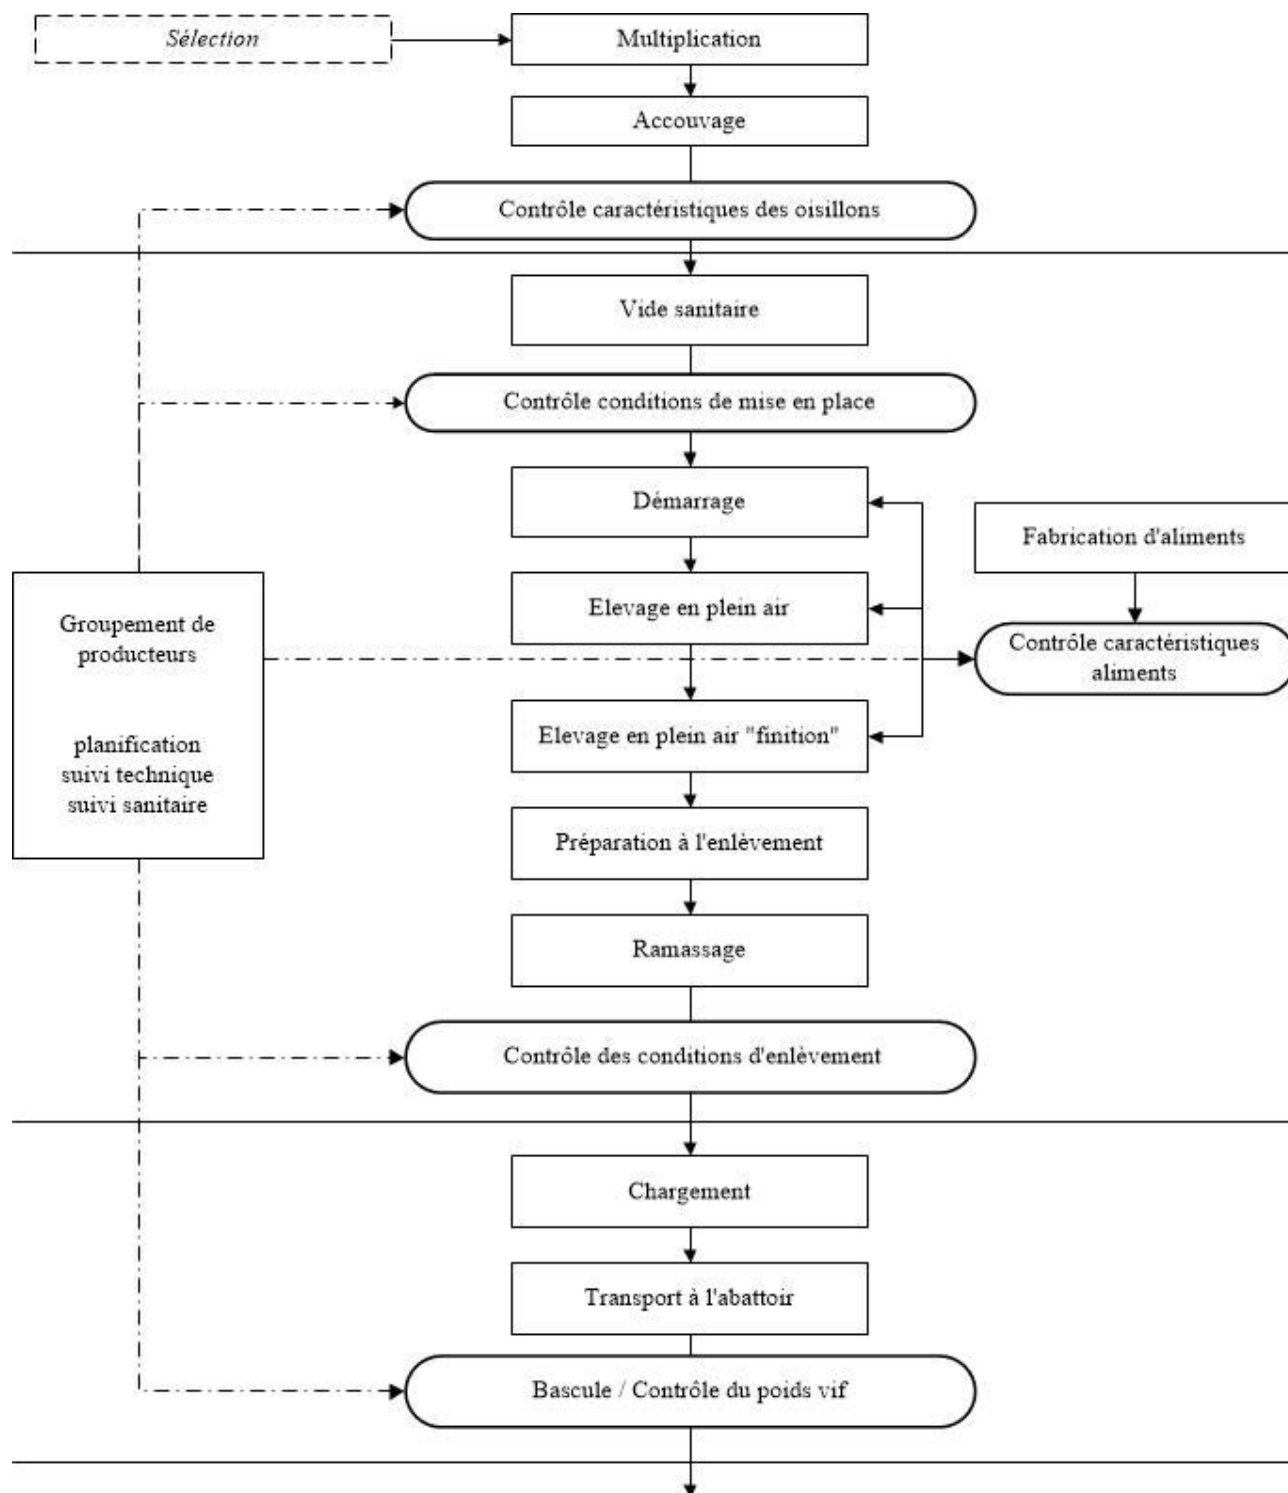 Sélection
Multiplication
Accouvage
Contrôle caractéristiques des oisillons
Vide sanitaire
Contrôle conditions de mise en place
Démarrage
Fabrication d'aliments
Elevage en plein air
Groupement de
producteurs
Contrôle caractéristiques
aliments
planification
suivi technique
suivi sanitaire
Elevage en plein air "finition"
Préparation à l'enlèvement
Ramassage
Contrôle des conditions d'enlèvement
Chargement
Transport à l'abattoir
Bascule / Contrôle du poids vif